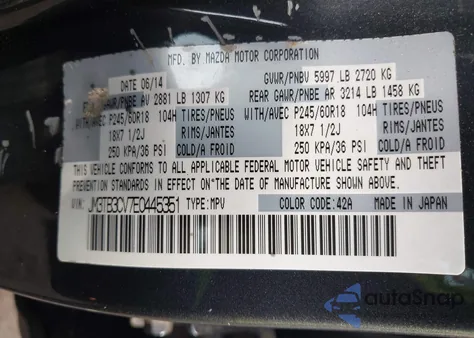 MFD. BY MAZDA MOTOR CORPORATION
DATE 06/14 GVWR/PNBV 5997 LB 2720 KG
GAWR/PNBE AV 2881 LB 1307 KG REAR GAWR/PNBE AR 3214 LB 1458 KG
WITH/AVEC P245/60R18 104H TIRES/PNEUS WITH/AVEC P245/60R18 104H TIRES/PNEUS
18X7 1/2J RIMS/JANTES 18X7 1/2J RIMS/JANTES
250 KPA/36 PSI COLD/A FROID 250 KPA/36 PSI COLD/A FROID
THIS VEHICLE CONFORMS TO ALL APPLICABLE FEDERAL MOTOR VEHICLE SAFETY, BUMPER, AND THEFT
PREVENTION STANDARDS IN EFFECT ON THE DATE OF MANUFACTURE SHOWN ABOVE.
VIN: JM3TB3CV7E0445351 TYPE: MPV COLOR CODE: 42A MADE IN JAPAN
autoSnap